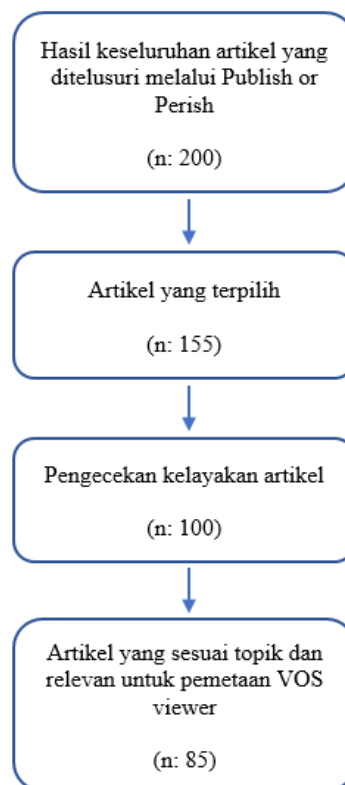 Hasil keseluruhan artikel yang
ditelusuri melalui Publish or
Perish
(n: 200)
Artikel yang terpilih
(n: 155)
Pengecekan kelayakan artikel
(n: 100)
Artikel yang sesuai topik dan
relevan untuk pemetaan VOS
viewer
(n: 85)